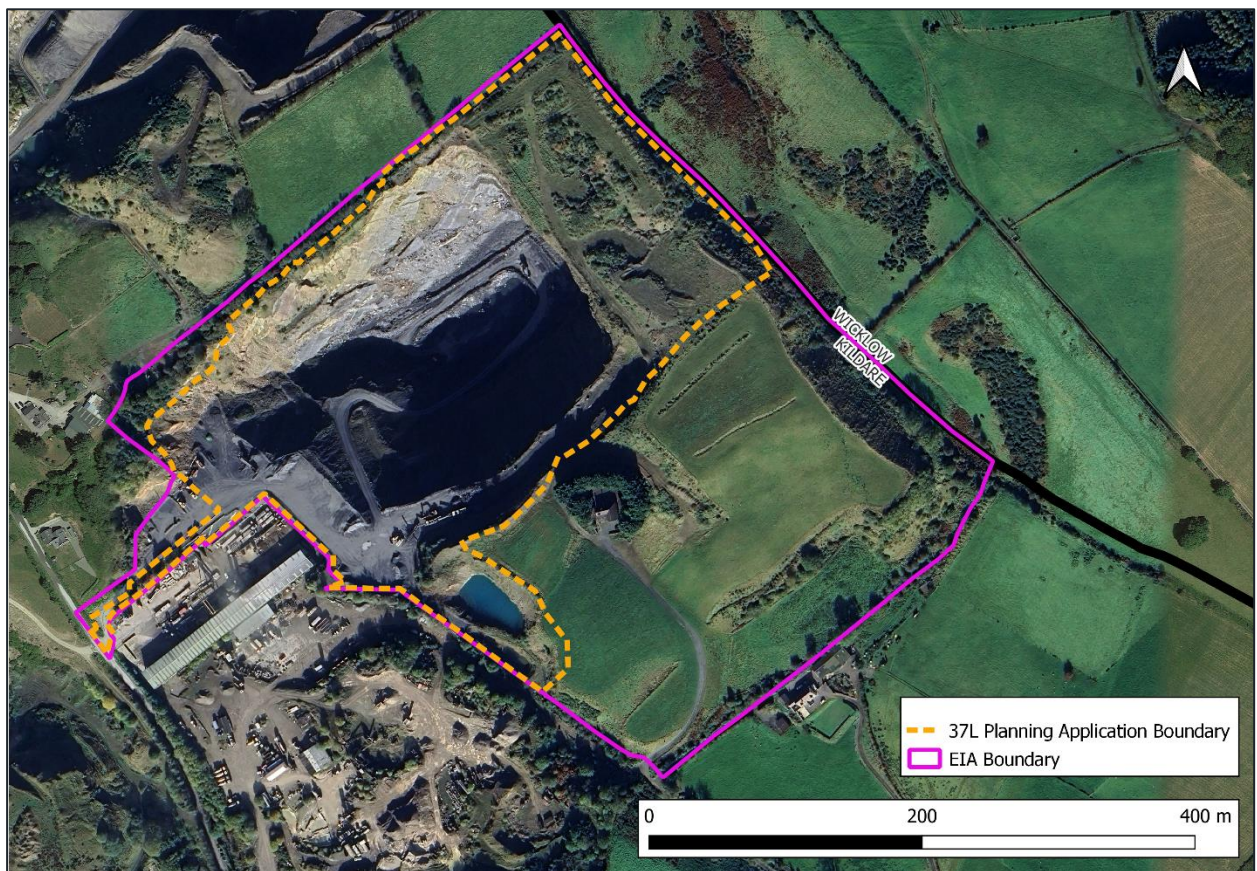 WICKLOW
KILDARE
37L Planning Application Boundary
EIA Boundary
0 200 400 m